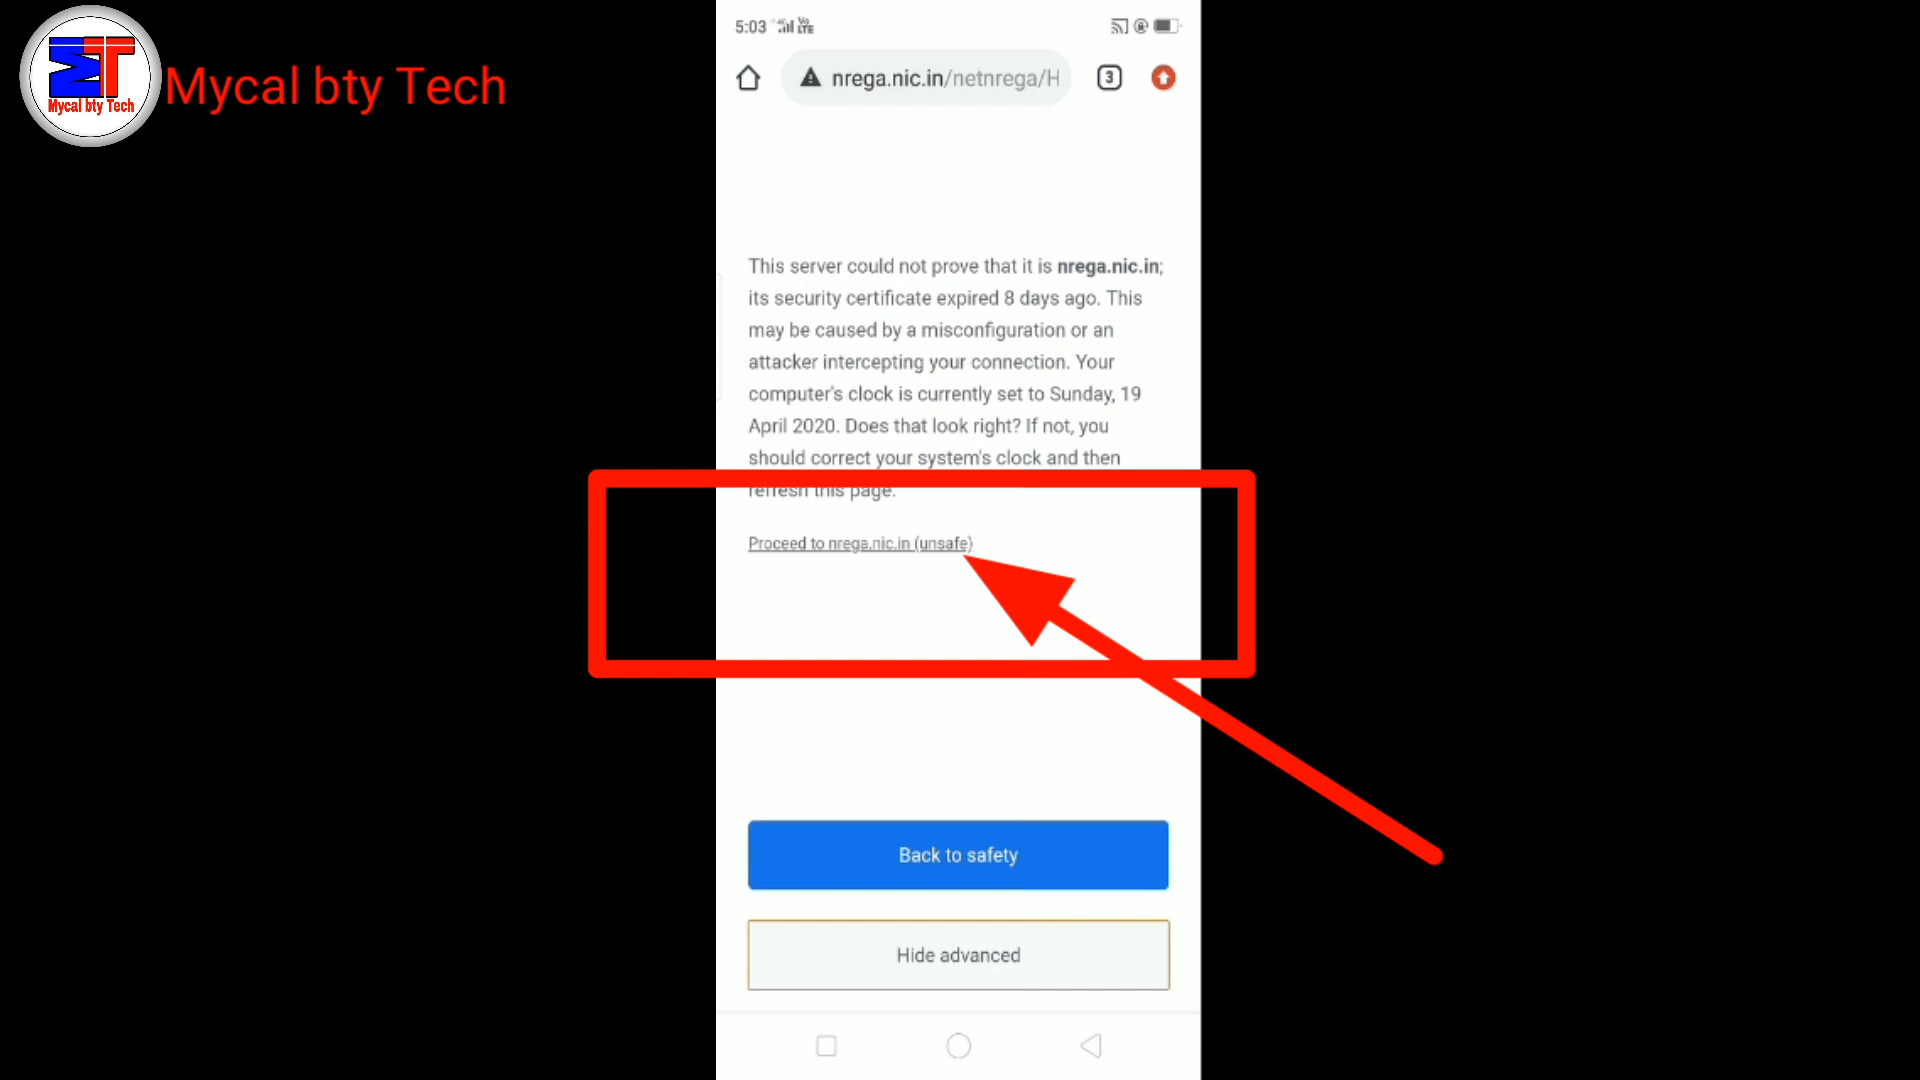 Mycal bty Tech
Mycal bty Tech
5:03 4G Vo LTE
nrega.nic.in/netnrega/H
3
This server could not prove that it is nrega.nic.in;
its security certificate expired 8 days ago. This
may be caused by a misconfiguration or an
attacker intercepting your connection. Your
computer's clock is currently set to Sunday, 19
April 2020. Does that look right? If not, you
should correct your system's clock and then
refresh this page.
Proceed to nrega.nic.in (unsafe)
Back to safety
Hide advanced